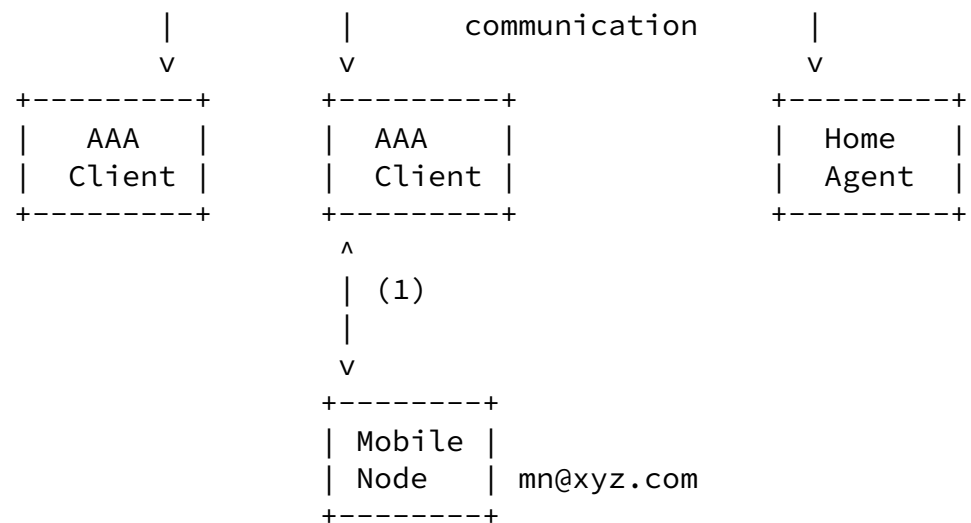 |          |       communication       |
v          v                           v
+---------+      +---------+               +---------+
|   AAA   |      |  AAA    |               |  Home   |
|  Client |      |  Client |               |  Agent  |
+---------+      +---------+               +---------+
^
| (1)
|
v
+--------+
| Mobile |
| Node   | mn@xyz.com
+--------+